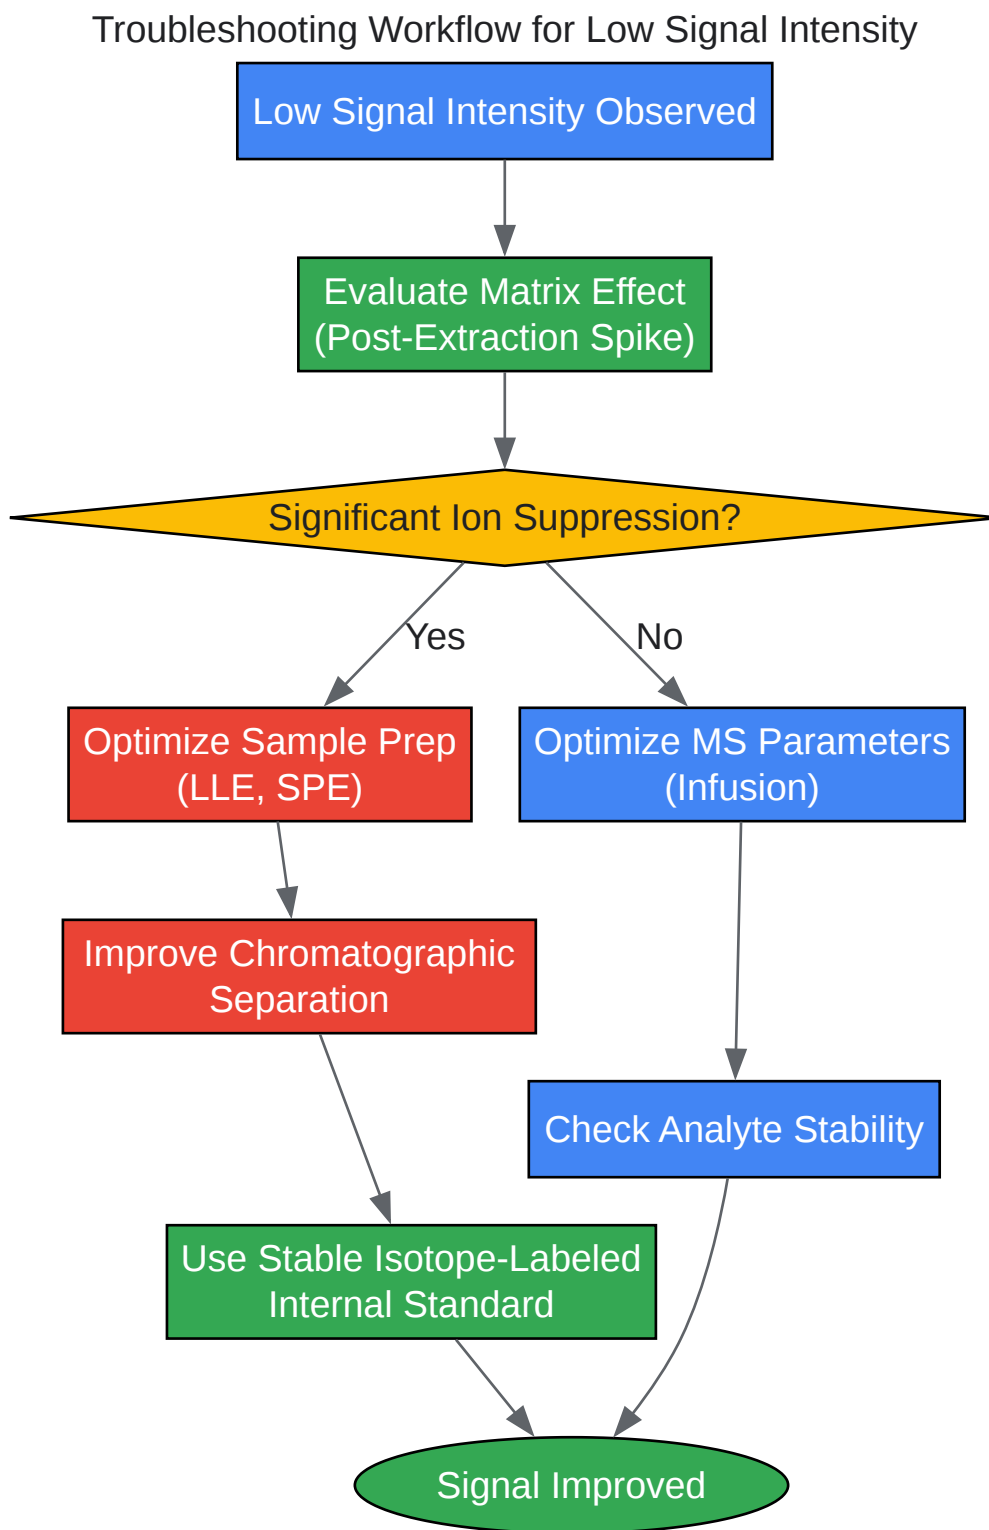 Troubleshooting Workflow for Low Signal Intensity
Low Signal Intensity Observed
Evaluate Matrix Effect
(Post-Extraction Spike)
Significant Ion Suppression?
Yes
No
Optimize Sample Prep
(LLE, SPE)
Optimize MS Parameters
(Infusion)
Improve Chromatographic
Separation
Check Analyte Stability
Use Stable Isotope-Labeled
Internal Standard
Signal Improved